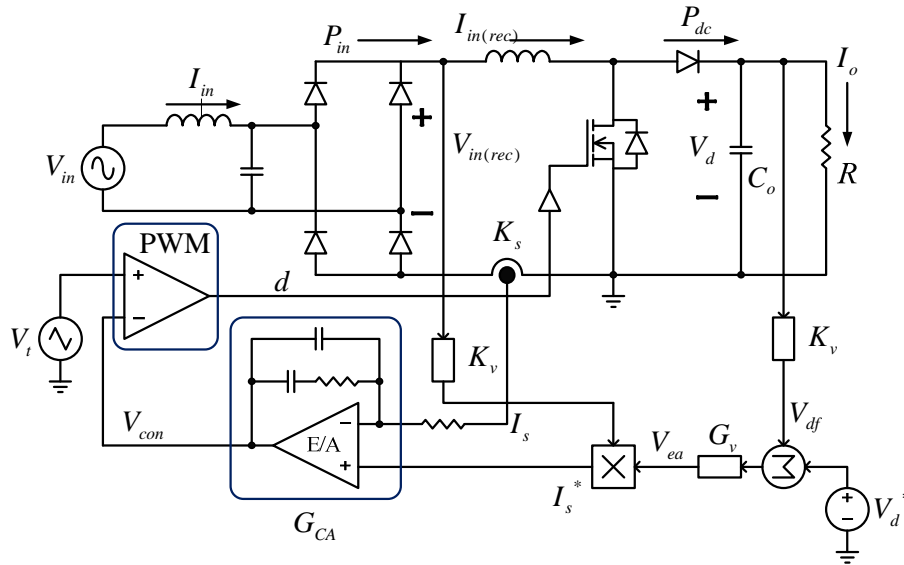 P_in
I_in(rec)
P_dc
I_o
I_in
+
+
V_in
V_in(rec)
V_d
C_o
R
−
−
PWM
K_s
+
−
d
V_t
K_v
K_v
V_con
E/A
−
+
I_s
V_df
V_ea
G_v
Σ
×
I_s*
+
−
V_d*
G_CA